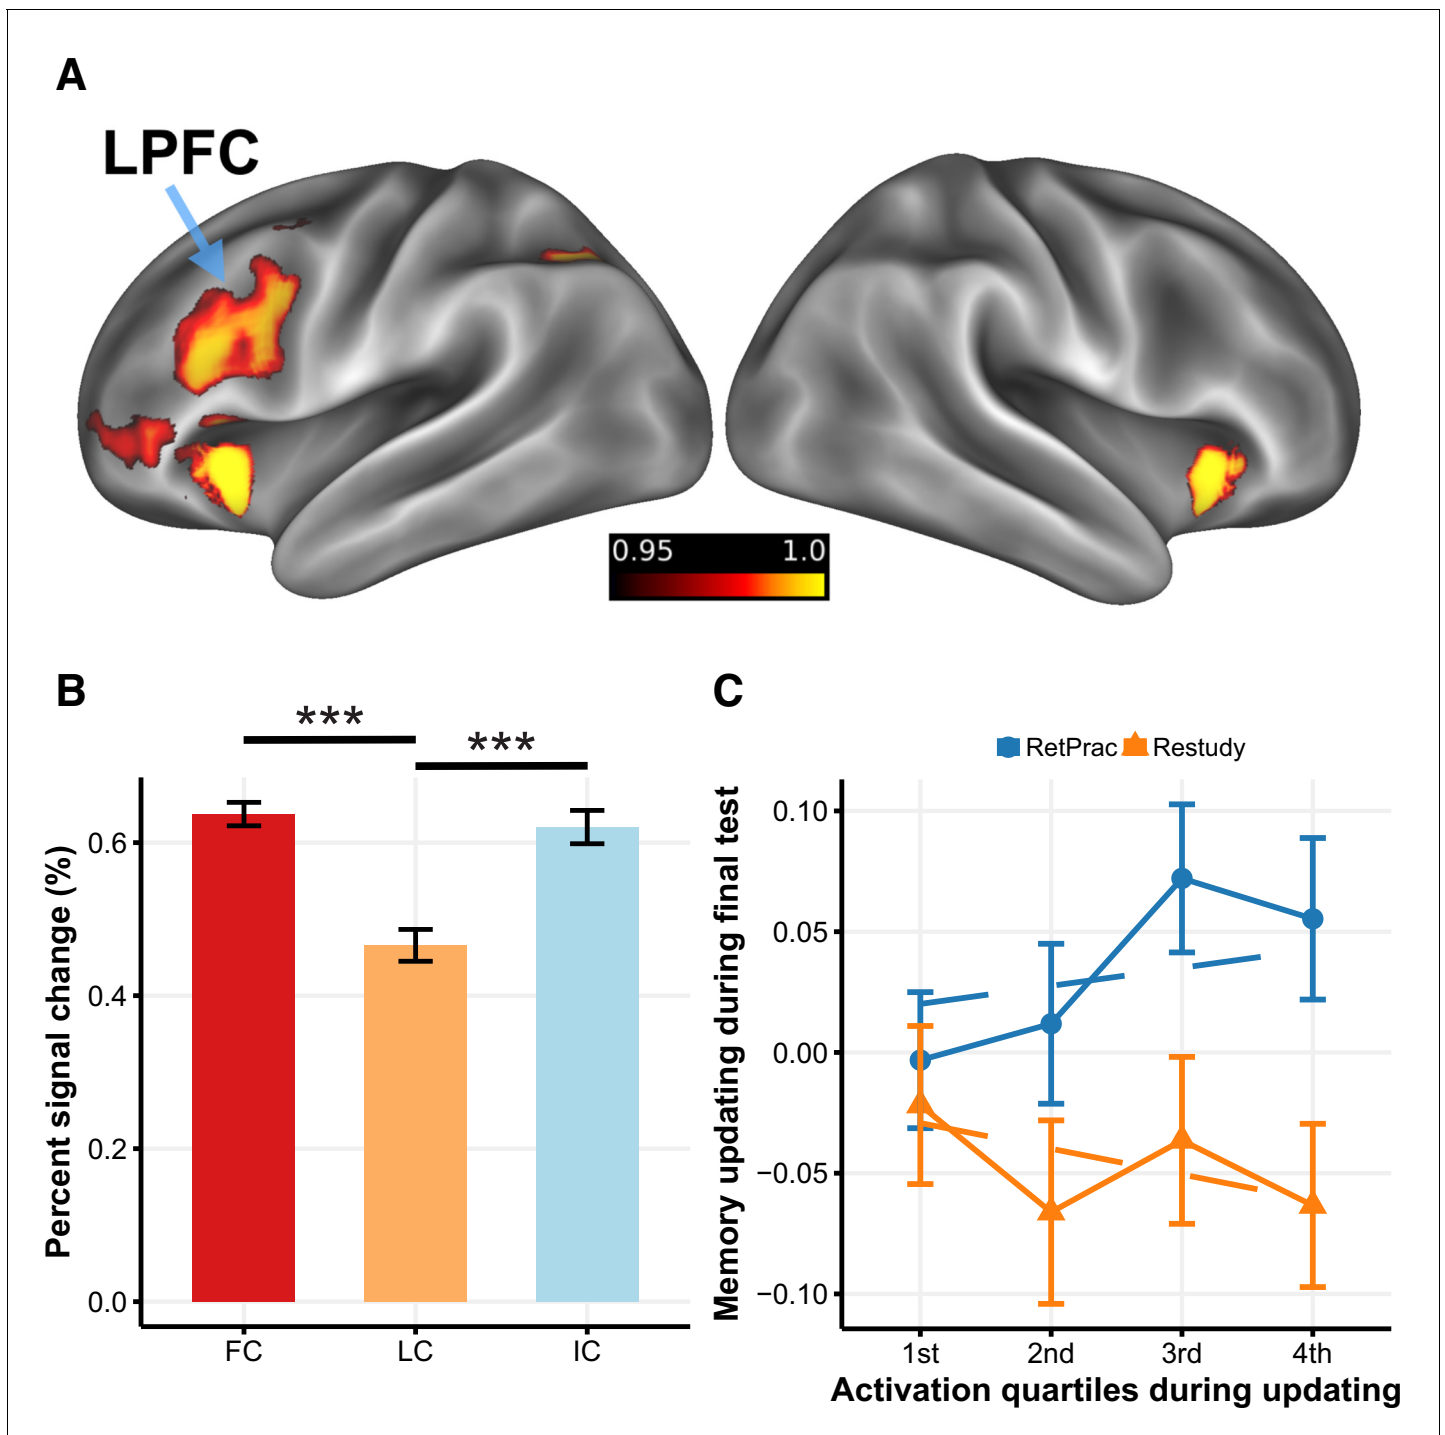 A
LPFC
0.95 1.0
B
***
***
Percent signal change (%)
0.6
0.4
0.2
0.0
FC LC IC
C
RetPrac Restudy
Memory updating during final test
0.10
0.05
0.00
−0.05
−0.10
1st 2nd 3rd 4th
Activation quartiles during updating